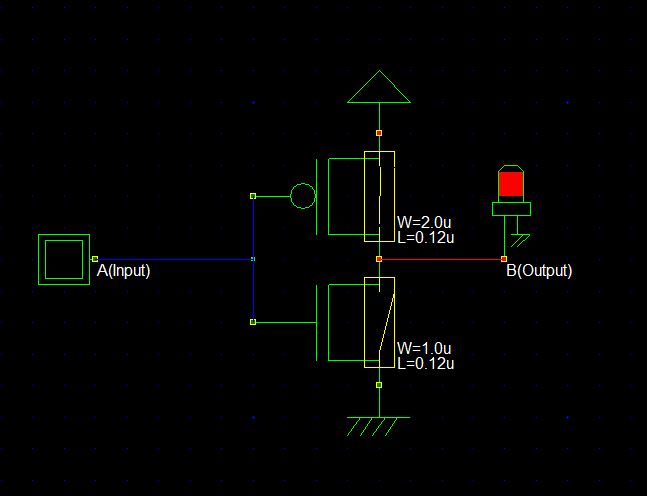 W=2.0u
L=0.12u
A(Input)
B(Output)
W=1.0u
L=0.12u